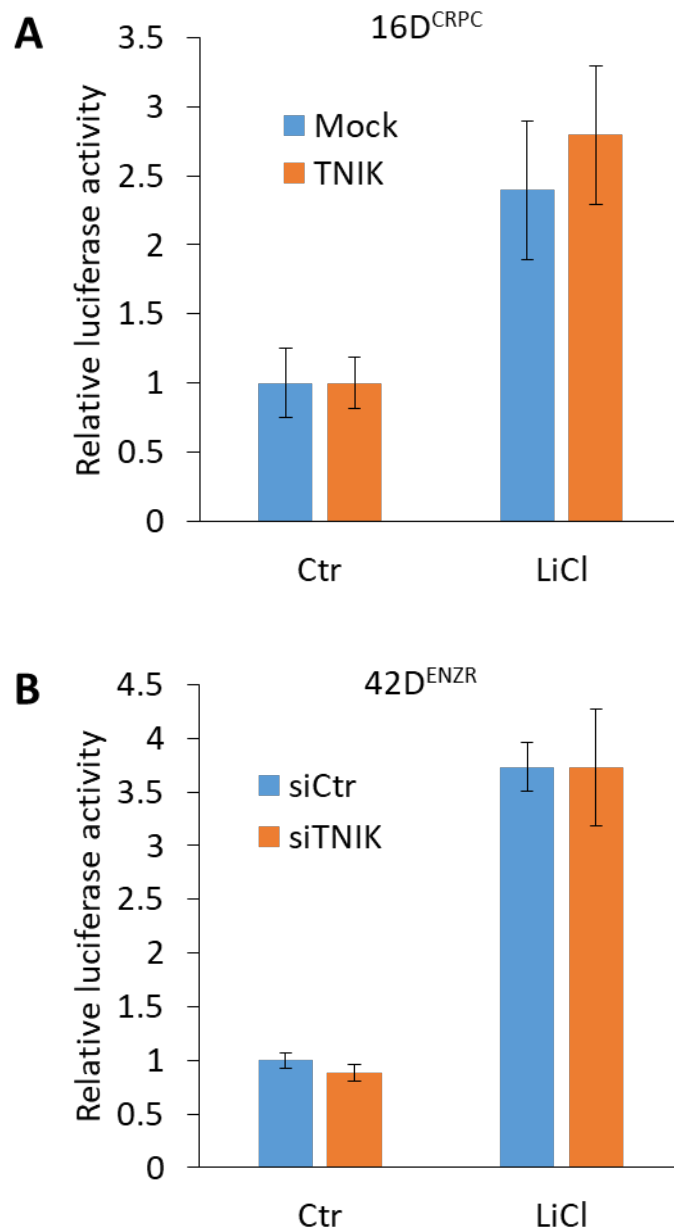 A
16D^CRPC
Relative luciferase activity
3.5
3
2.5
2
1.5
1
0.5
0
Mock
TNIK
Ctr
LiCl
B
42D^ENZR
Relative luciferase activity
4.5
4
3.5
3
2.5
2
1.5
1
0.5
0
siCtr
siTNIK
Ctr
LiCl